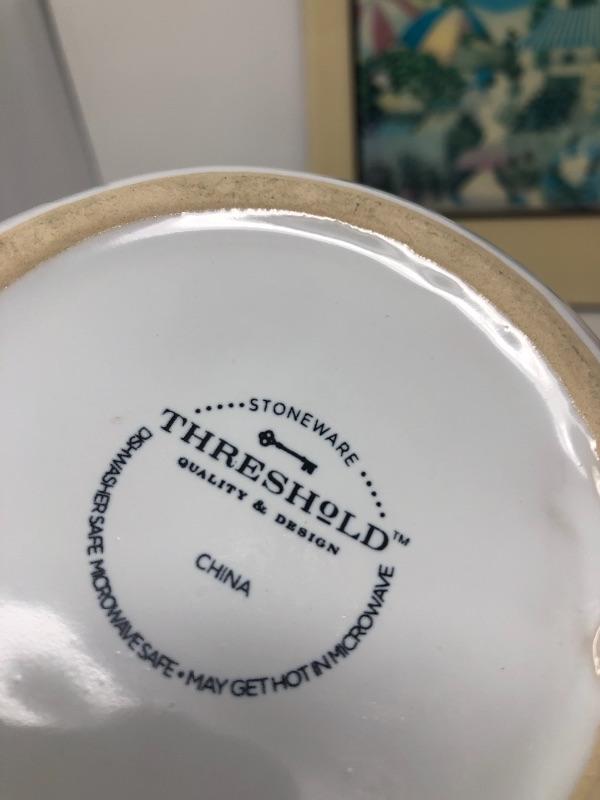 STONEWARE
THRESHOLD™
QUALITY & DESIGN
CHINA
DISHWASHER SAFE MICROWAVE SAFE • MAY GET HOT IN MICROWAVE